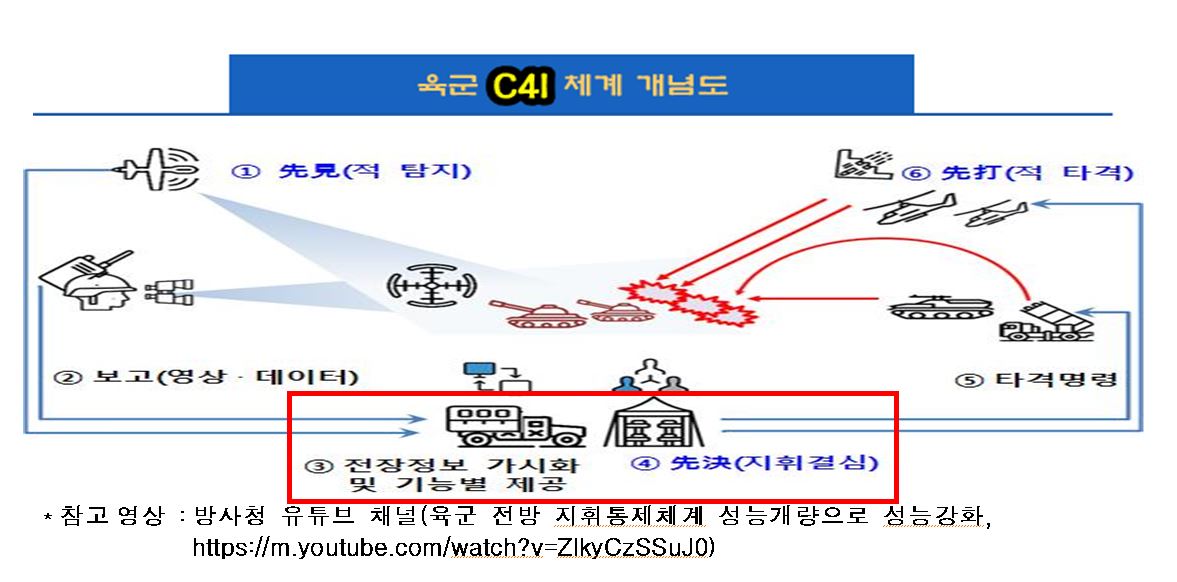 육군 C4I 체계 개념도
① 先見(적 탐지)
⑥ 先打(적 타격)
② 보고(영상·데이터)
⑤ 타격명령
③ 전장정보 가시화
및 기능별 제공
④ 先決(지휘결심)
* 참고 영상 : 방사청 유튜브 채널(육군 전방 지휘통제체계 성능개량으로 성능강화,
https://m.youtube.com/watch?v=ZlkyCzSSuJ0)